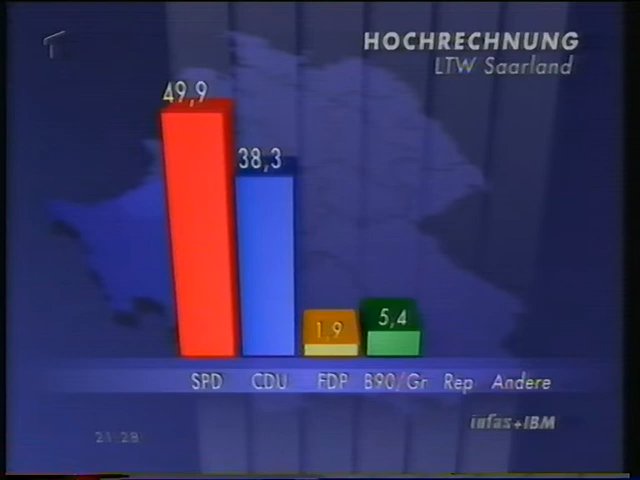 HOCHRECHNUNG
LTW Saarland
49,9
38,3
1,9
5,4
SPD CDU FDP B90/Gr Rep Andere
infas+IBM
21:28